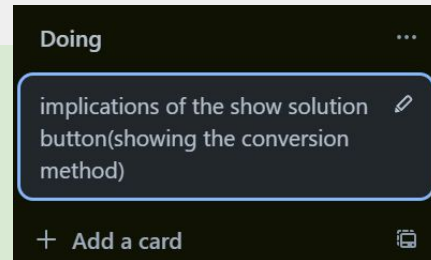 Doing
implications of the show solution
button(showing the conversion
method)
+ Add a card